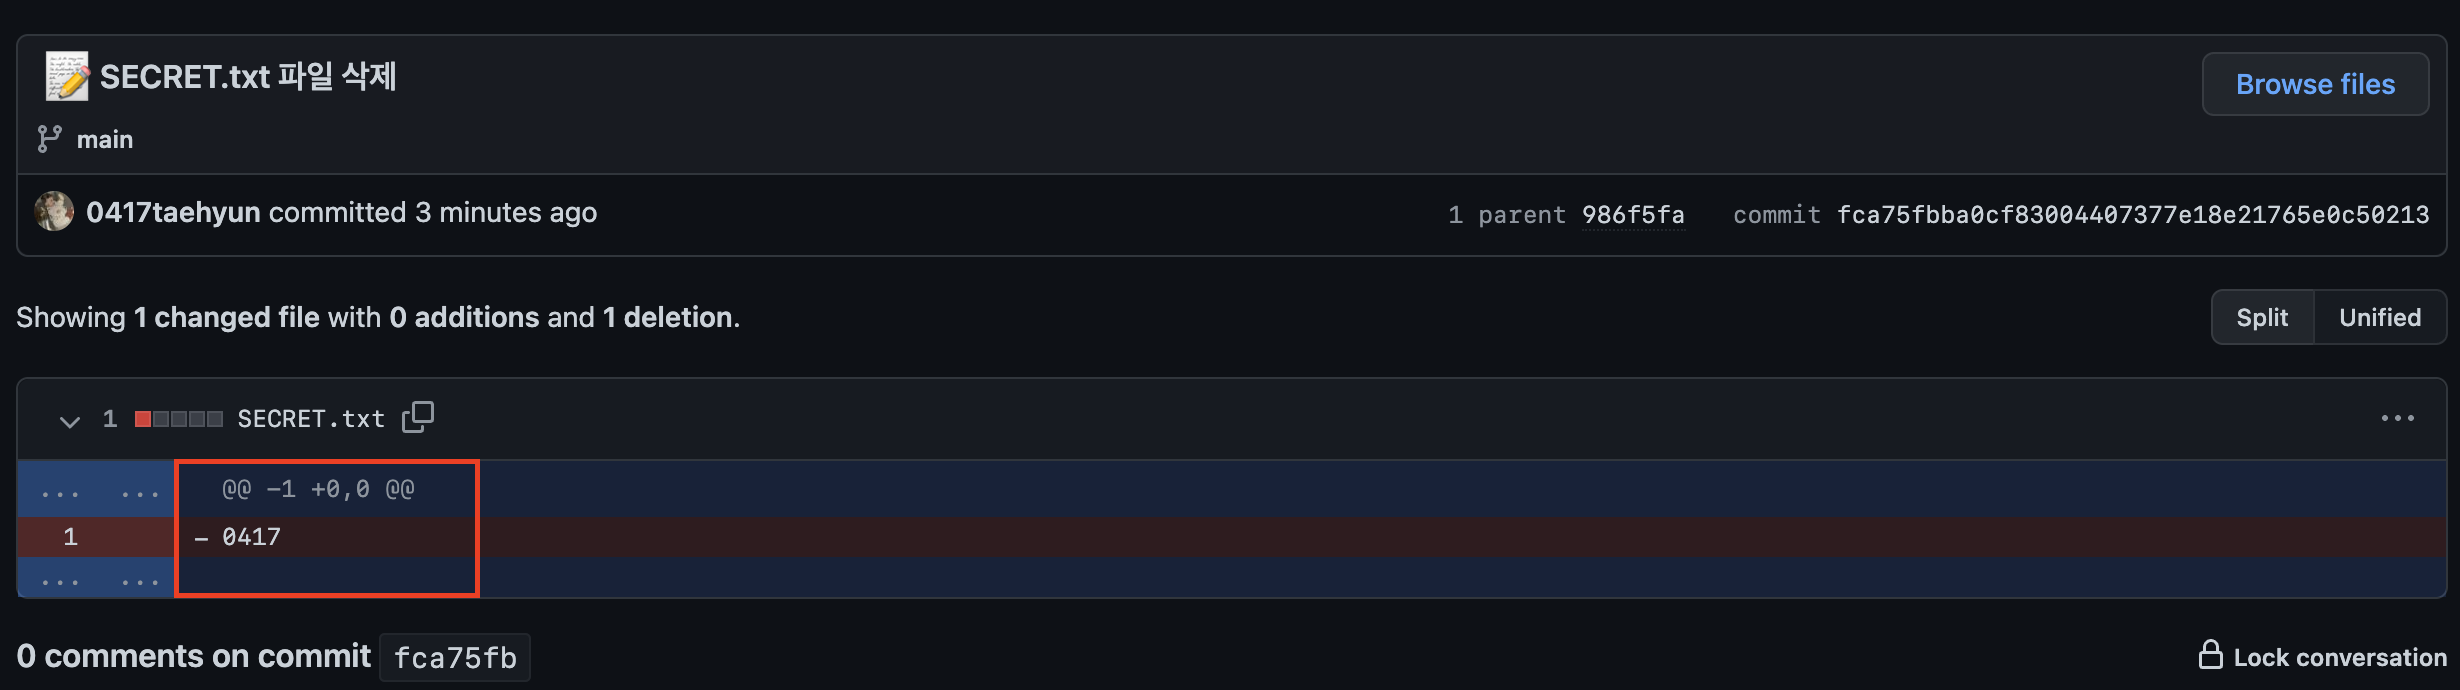 SECRET.txt 파일 삭제
Browse files
main
0417taehyun committed 3 minutes ago
1 parent 986f5fa commit fca75fbba0cf83004407377e18e21765e0c50213
Showing 1 changed file with 0 additions and 1 deletion.
Split Unified
1 SECRET.txt
... ... @@ -1 +0,0 @@
1 - 0417
... ...
0 comments on commit fca75fb
Lock conversation